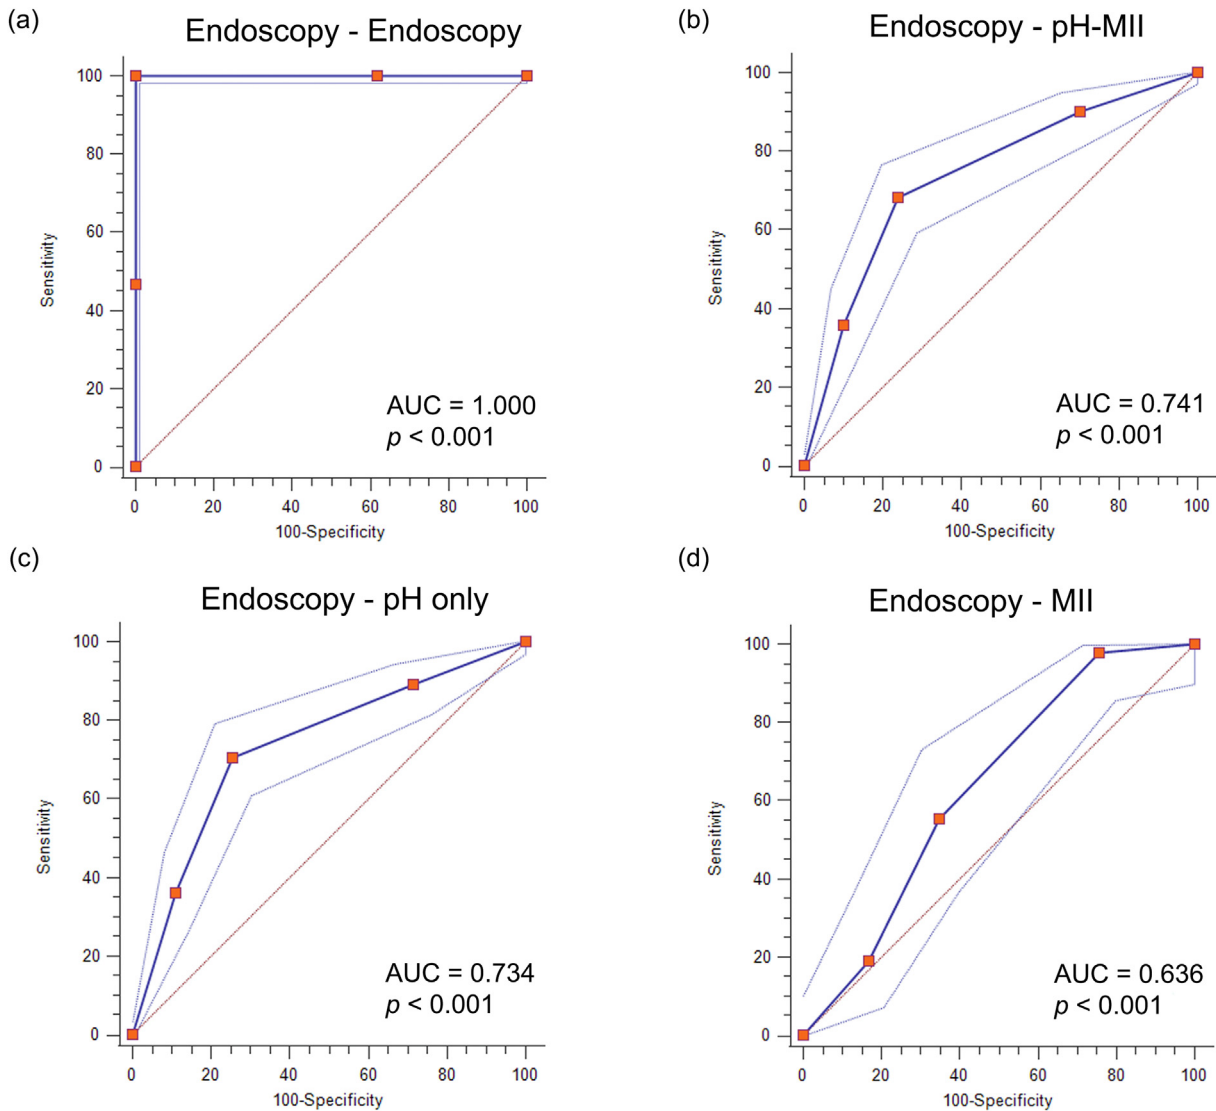 (a)
Endoscopy - Endoscopy
100
80
60
40
20
0
Sensitivity
0 20 40 60 80 100
100-Specificity
AUC = 1.000
p < 0.001
(b)
Endoscopy - pH-MII
100
80
60
40
20
0
Sensitivity
0 20 40 60 80 100
100-Specificity
AUC = 0.741
p < 0.001
(c)
Endoscopy - pH only
100
80
60
40
20
0
Sensitivity
0 20 40 60 80 100
100-Specificity
AUC = 0.734
p < 0.001
(d)
Endoscopy - MII
100
80
60
40
20
0
Sensitivity
0 20 40 60 80 100
100-Specificity
AUC = 0.636
p < 0.001